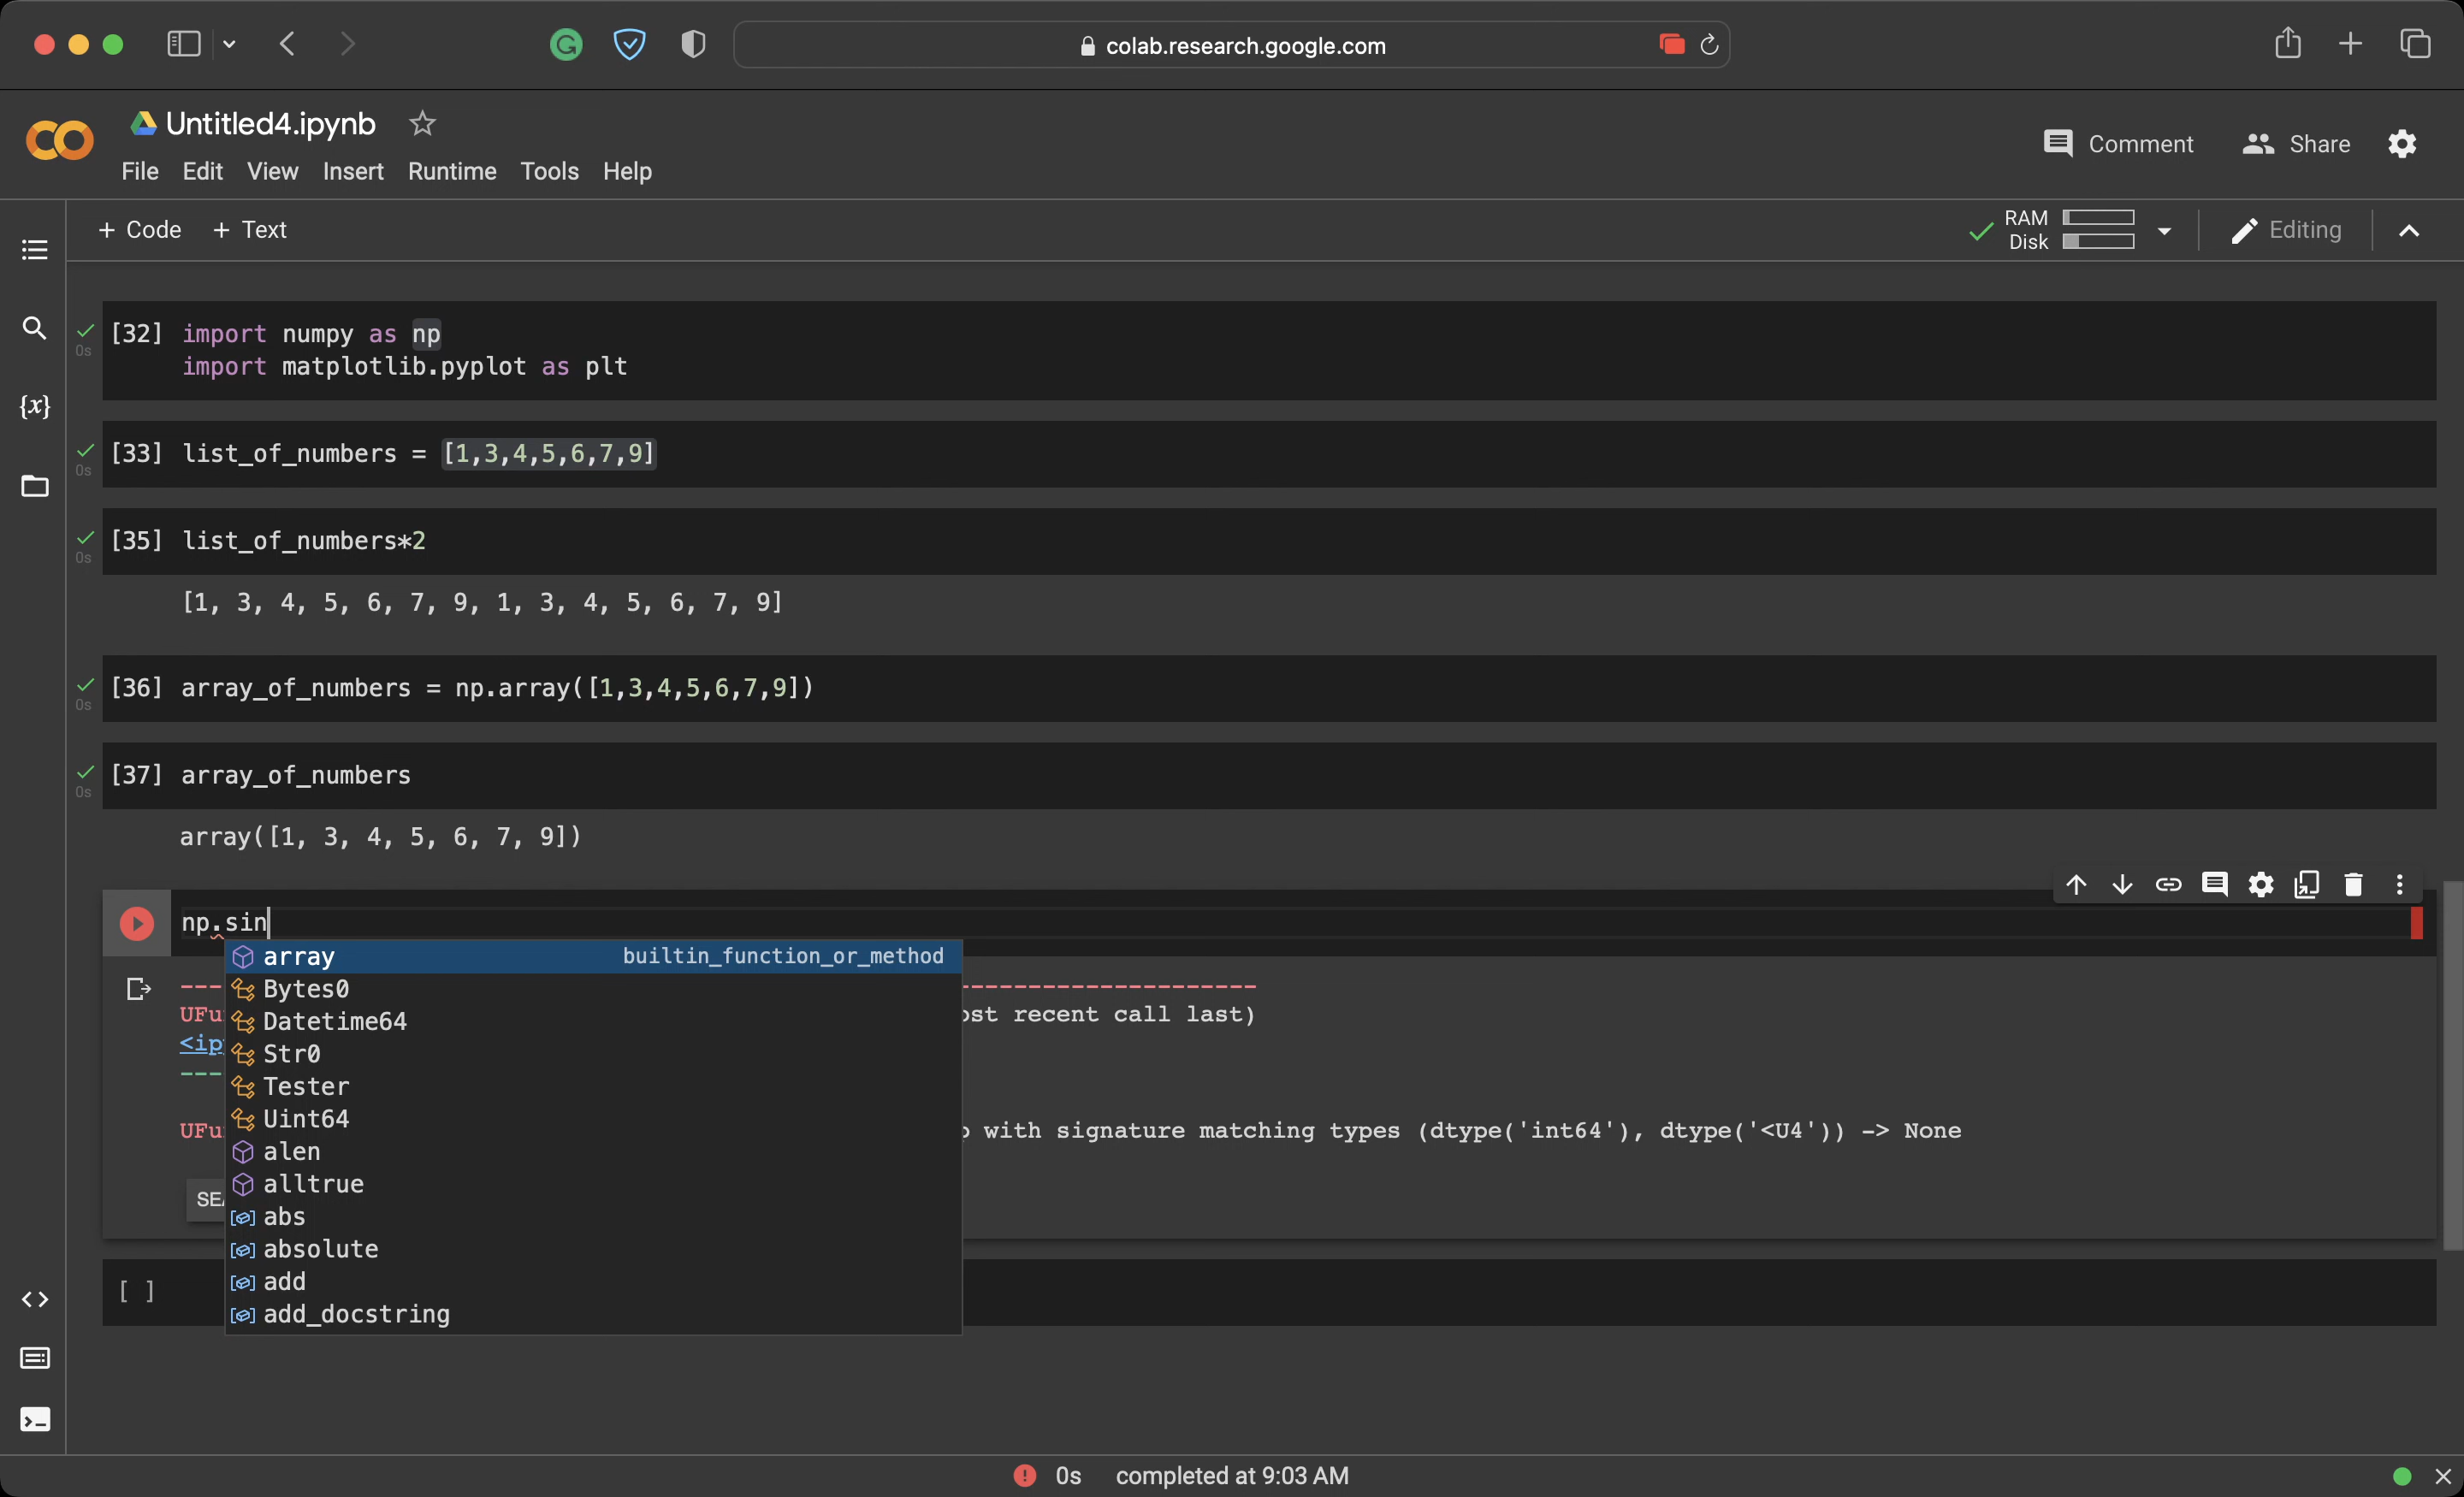 colab.research.google.com
Untitled4.ipynb
File Edit View Insert Runtime Tools Help
Comment Share
+ Code + Text
RAM
Disk
Editing
[32] import numpy as np
0s
import matplotlib.pyplot as plt
[33] list_of_numbers = [1,3,4,5,6,7,9]
0s
[35] list_of_numbers*2
0s
[1, 3, 4, 5, 6, 7, 9, 1, 3, 4, 5, 6, 7, 9]
[36] array_of_numbers = np.array([1,3,4,5,6,7,9])
0s
[37] array_of_numbers
0s
array([1, 3, 4, 5, 6, 7, 9])
np.sin
array builtin_function_or_method
Bytes0
Datetime64
Str0
Tester
Uint64
alen
alltrue
abs
absolute
add
add_docstring
----
-------------------------
UFu
ost recent call last)
<ip
----
UFu
with signature matching types (dtype('int64'), dtype('<U4')) -> None
SEA
[ ]
{x}
0s completed at 9:03 AM